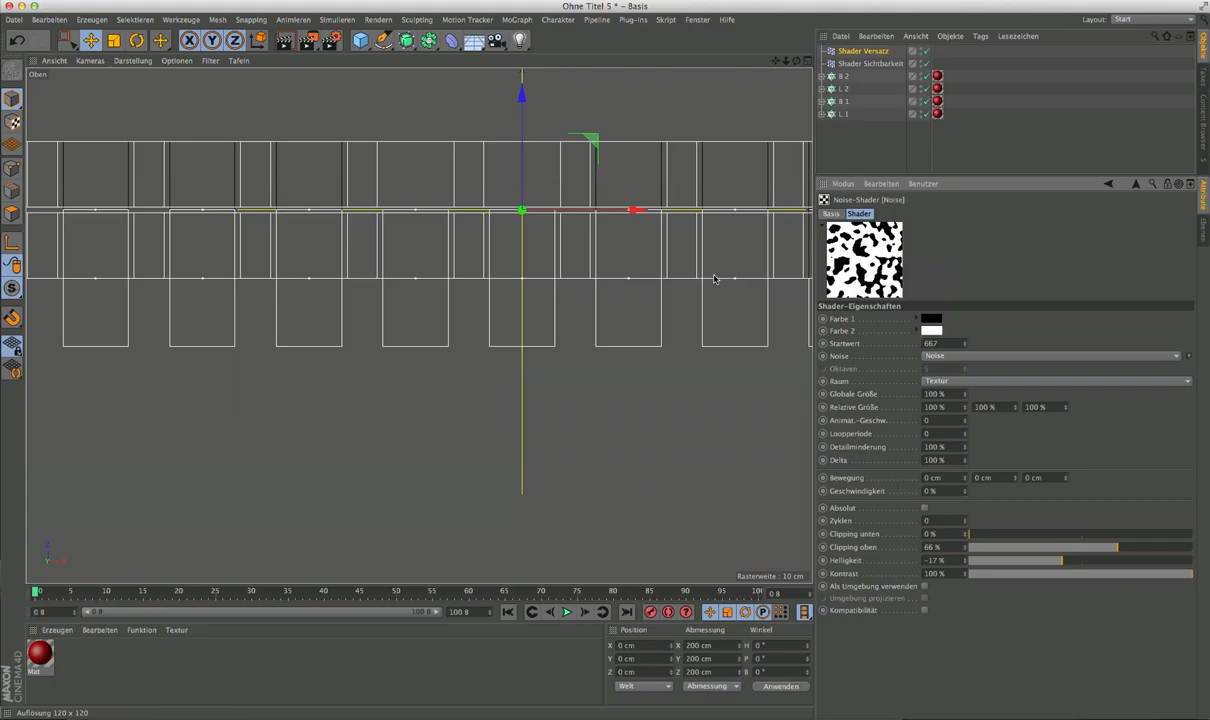 Ohne Titel 5 * - Basis
Datei Bearbeiten Erzeugen Selektieren Werkzeuge Mesh Snapping Animieren Simulieren Rendern Sculpting Motion Tracker MoGraph Charakter Pipeline Plug-ins Skript Fenster Hilfe
Layout: Start
X Y Z
Ansicht Kameras Darstellung Optionen Filter Tafeln
Oben
Datei Bearbeiten Ansicht Objekte Tags Lesezeichen
Shader Versatz
Shader Sichtbarkeit
B 2
L 2
B 1
L 1
Objekte
Takes
Content Browser
Attribute
Ebenen
Modus Bearbeiten Benutzer
Noise-Shader [Noise]
Basis Shader
Shader-Eigenschaften
Farbe 1
Farbe 2
Startwert 667
Noise Noise
Oktaven 5
Raum Textur
Globale Größe 100 %
Relative Größe 100 % 100 % 100 %
Animat.-Geschw. 0
Loopperiode 0
Detailminderung 100 %
Delta 100 %
Bewegung 0 cm 0 cm 0 cm
Geschwindigkeit 0 %
Absolut
Zyklen 0
Clipping unten 0 %
Clipping oben 66 %
Helligkeit -17 %
Kontrast 100 %
Als Umgebung verwenden
Umgebung projizieren
Kompatibilität
Z
Y X
Rasterweite : 10 cm
0 5 10 15 20 25 30 35 40 45 50 55 60 65 70 75 80 85 90 95 100 0 B
0 B 0 B 100 B 100 B
Erzeugen Bearbeiten Funktion Textur
Mat
Position Abmessung Winkel
X 0 cm X 200 cm H 0 °
Y 0 cm Y 200 cm P 0 °
Z 0 cm Z 200 cm B 0 °
Welt Abmessung Anwenden
MAXON CINEMA4D
Auflösung 120 x 120